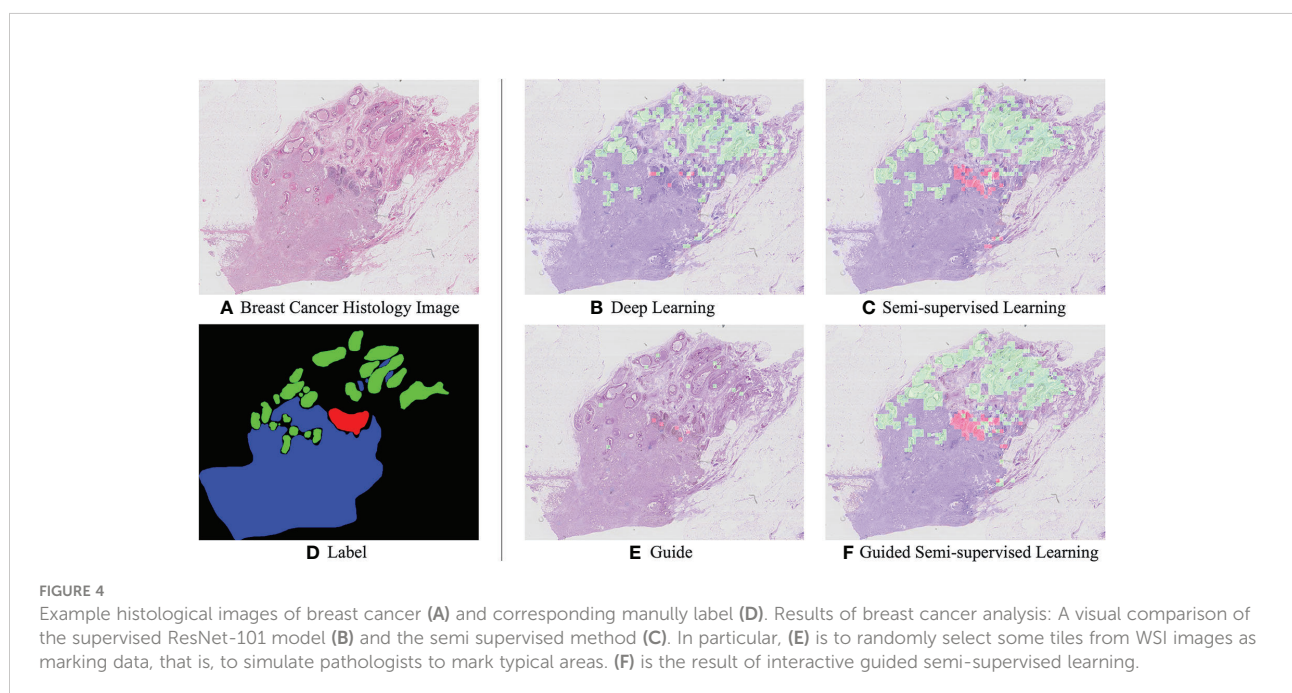 A Breast Cancer Histology Image
B Deep Learning
C Semi-supervised Learning
D Label
E Guide
F Guided Semi-supervised Learning
FIGURE 4
Example histological images of breast cancer (A) and corresponding manully label (D). Results of breast cancer analysis: A visual comparison of
the supervised ResNet-101 model (B) and the semi supervised method (C). In particular, (E) is to randomly select some tiles from WSI images as
marking data, that is, to simulate pathologists to mark typical areas. (F) is the result of interactive guided semi-supervised learning.